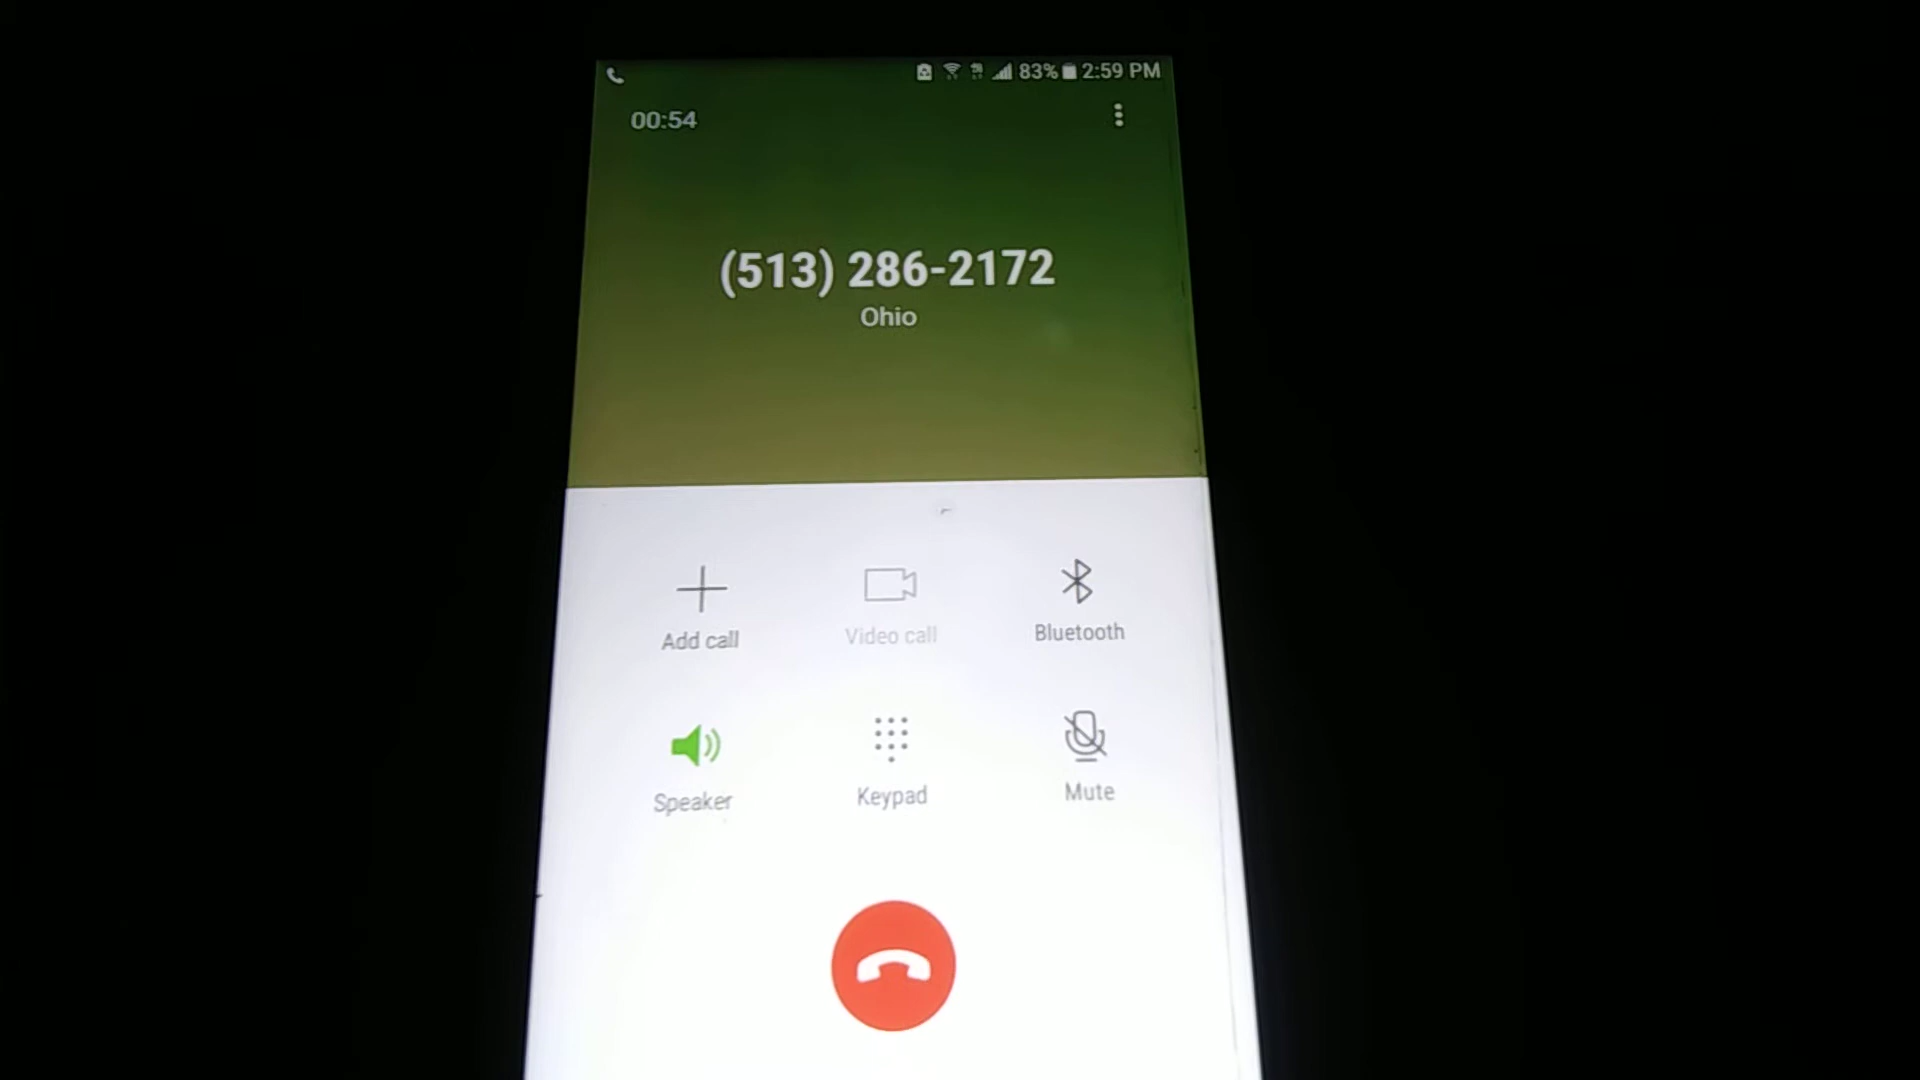 83% 2:59 PM
00:54
(513) 286-2172
Ohio
Add call Video call Bluetooth
Speaker Keypad Mute